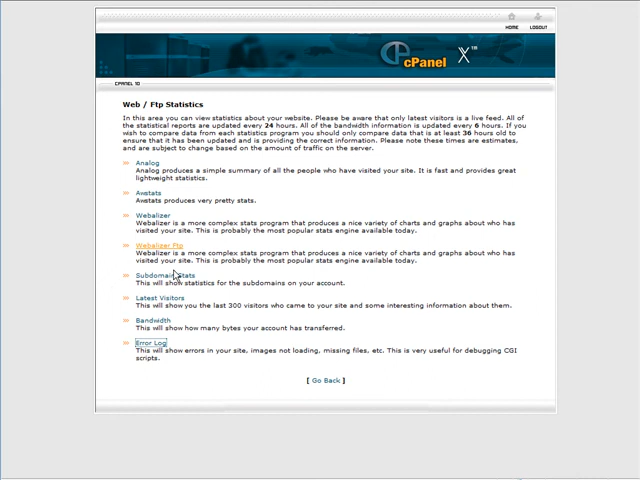 HOME LOGOUT
cPanel X™
CPANEL 10
Web / Ftp Statistics
In this area you can view statistics about your website. Please be aware that only latest visitors is a live feed. All of
the statistical reports are updated every 24 hours. All of the bandwidth information is updated every 6 hours. If you
wish to compare data from each statistics program you should only compare data that is at least 36 hours old to
ensure that it has been updated and is providing the correct information. Please note these times are estimates,
and are subject to change based on the amount of traffic on the server.
Analog
Analog produces a simple summary of all the people who have visited your site. It is fast and provides great
lightweight statistics.
Awstats
Awstats produces very pretty stats.
Webalizer
Webalizer is a more complex stats program that produces a nice variety of charts and graphs about who has
visited your site. This is probably the most popular stats engine available today.
Webalizer Ftp
Webalizer is a more complex stats program that produces a nice variety of charts and graphs about who has
visited your site. This is probably the most popular stats engine available today.
Subdomain Stats
This will show statistics for the subdomains on your account.
Latest Visitors
This will show you the last 300 visitors who came to your site and some interesting information about them.
Bandwidth
This will show how many bytes your account has transferred.
Error Log
This will show errors in your site, images not loading, missing files, etc. This is very useful for debugging CGI
scripts.
[ Go Back ]